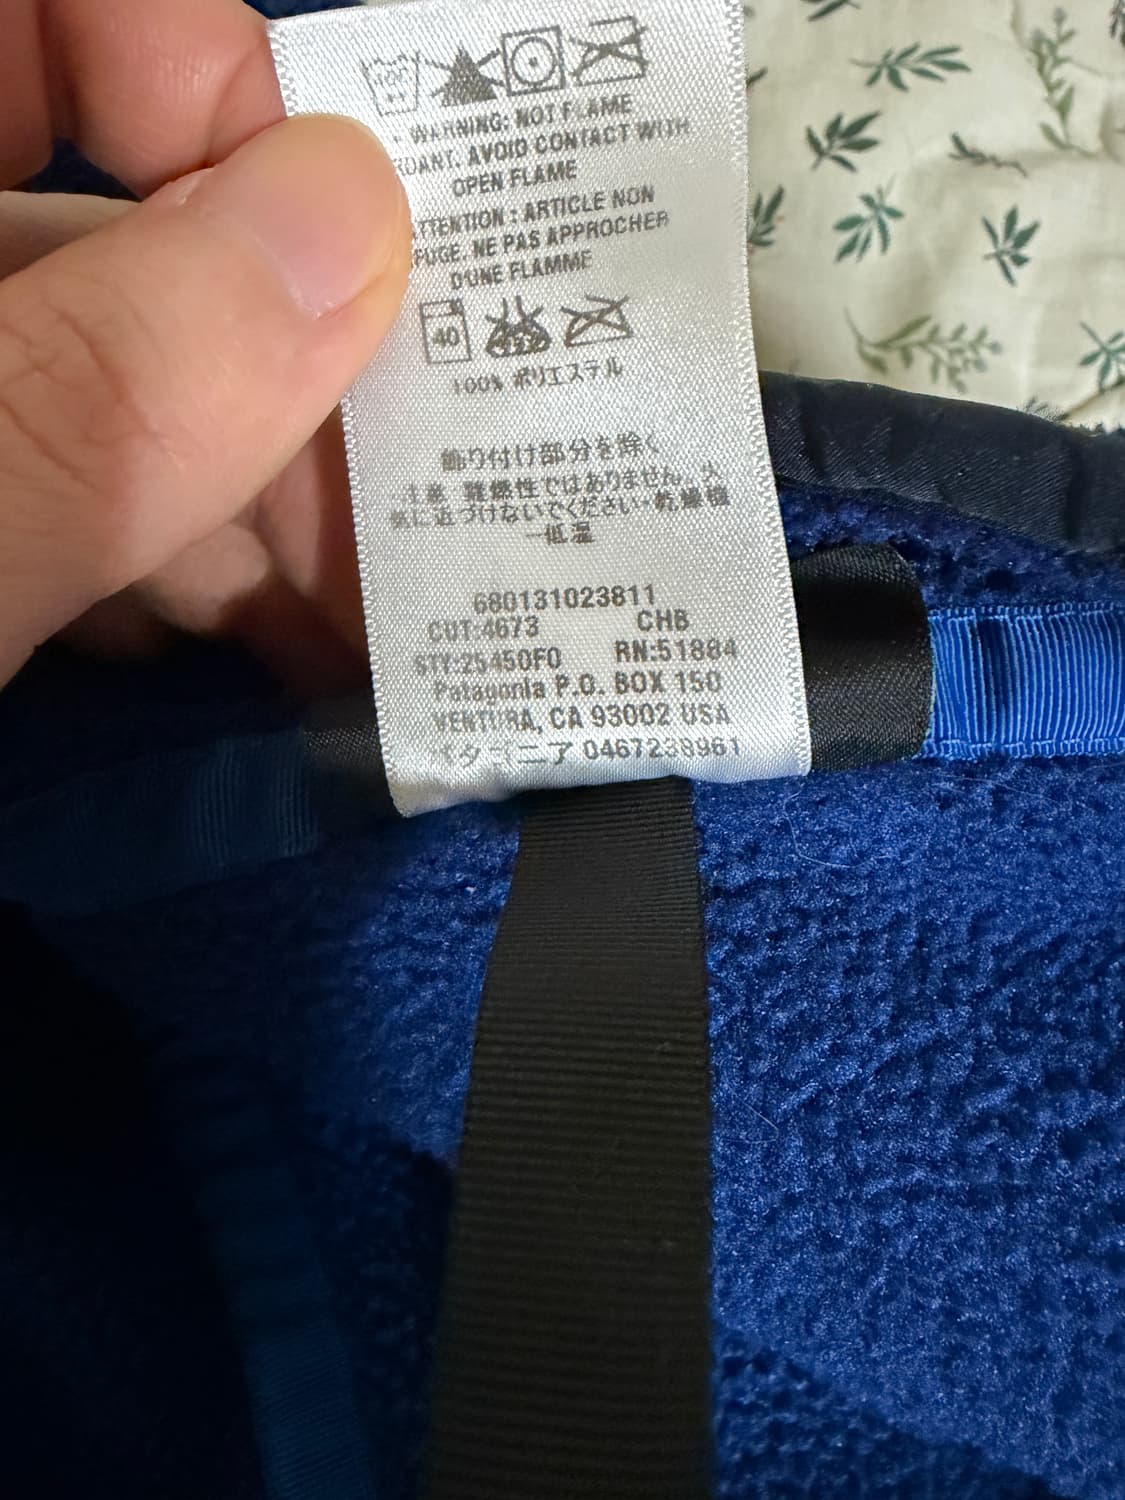 WARNING: NOT FLAME
AVOID CONTACT WITH
OPEN FLAME
TTENTION : ARTICLE NON
FUGE. NE PAS APPROCHER
D'UNE FLAMME
40
100% ポリエステル
飾り付け部分を除く
注意 難燃性ではありません、火
気に近づけないでください・乾燥機
ー低温
680131023811
CUT:4673 CHB
STY:25450F0 RN:51884
Patagonia P.O. BOX 150
VENTURA, CA 93002 USA
パタゴニア 0467238961